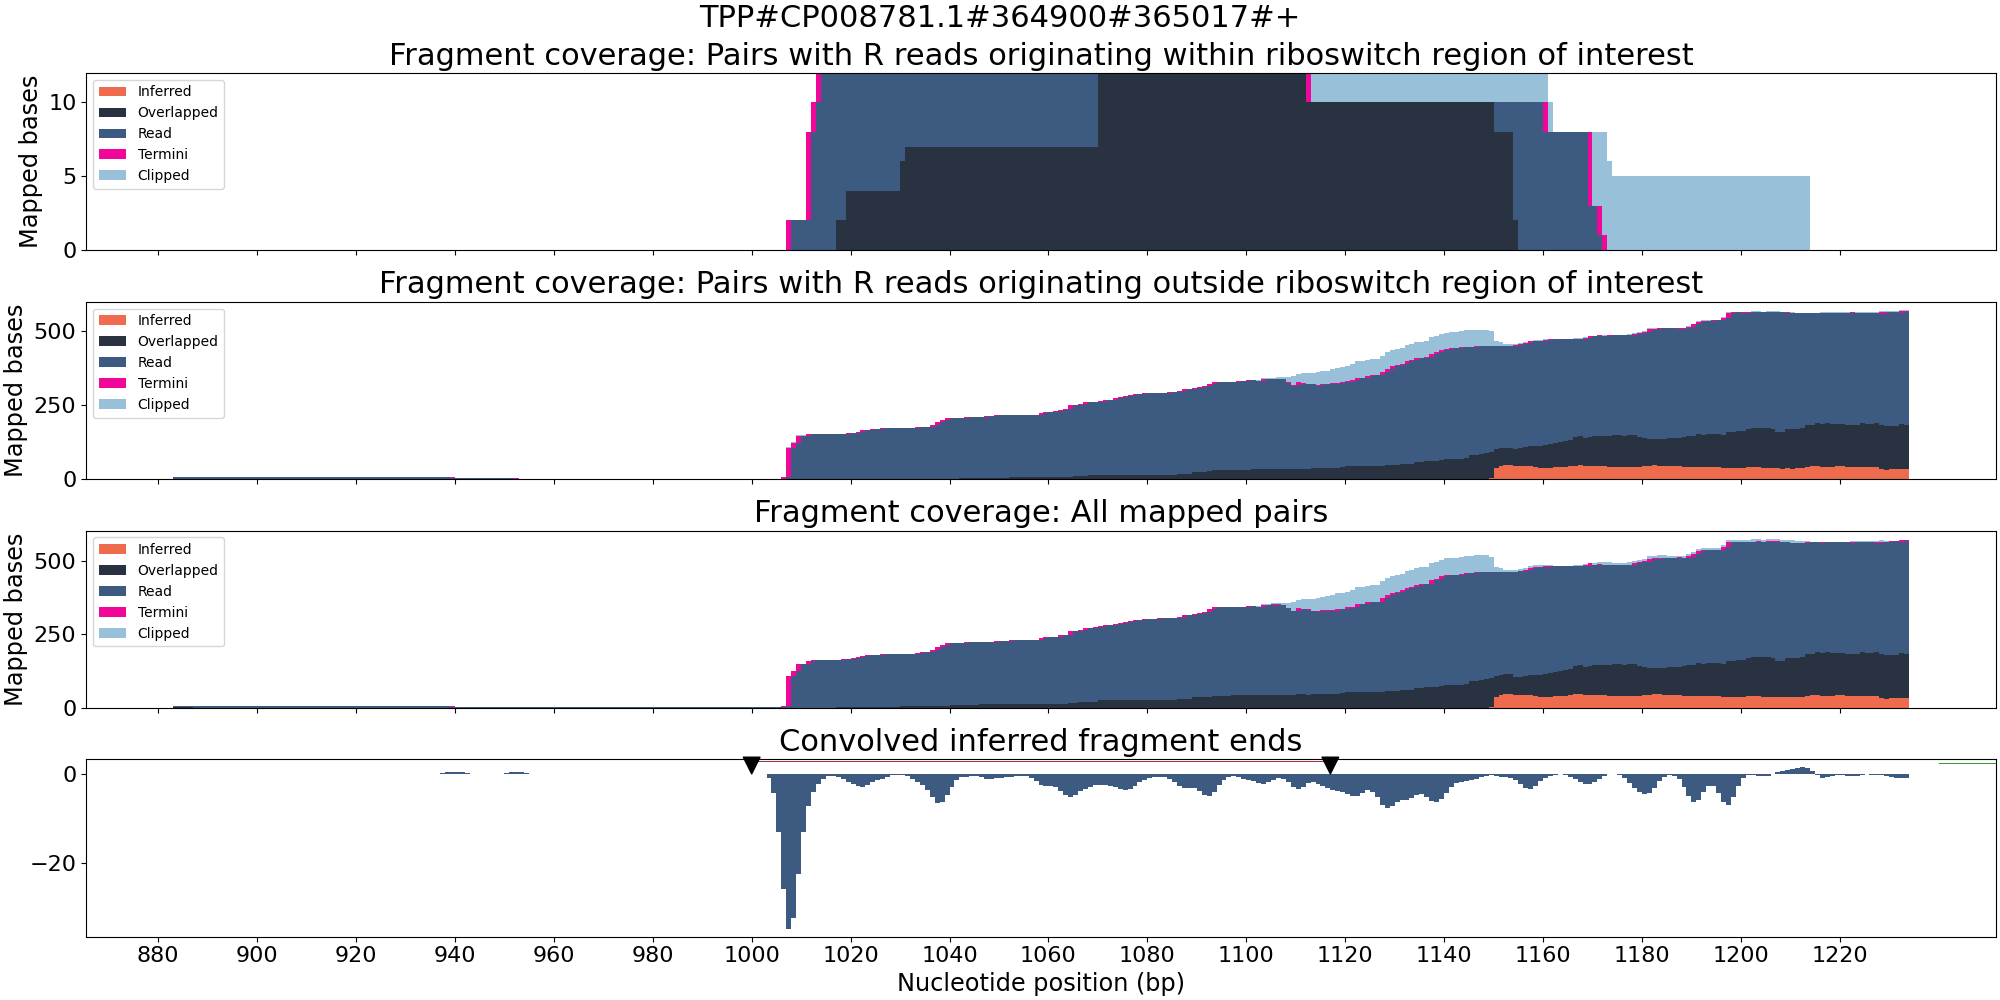 TPP#CP008781.1#364900#365017#+
Fragment coverage: Pairs with R reads originating within riboswitch region of interest
Mapped bases
10
5
0
Inferred
Overlapped
Read
Termini
Clipped
Fragment coverage: Pairs with R reads originating outside riboswitch region of interest
Mapped bases
500
250
0
Inferred
Overlapped
Read
Termini
Clipped
Fragment coverage: All mapped pairs
Mapped bases
500
250
0
Inferred
Overlapped
Read
Termini
Clipped
Convolved inferred fragment ends
0
−20
880 900 920 940 960 980 1000 1020 1040 1060 1080 1100 1120 1140 1160 1180 1200 1220
Nucleotide position (bp)